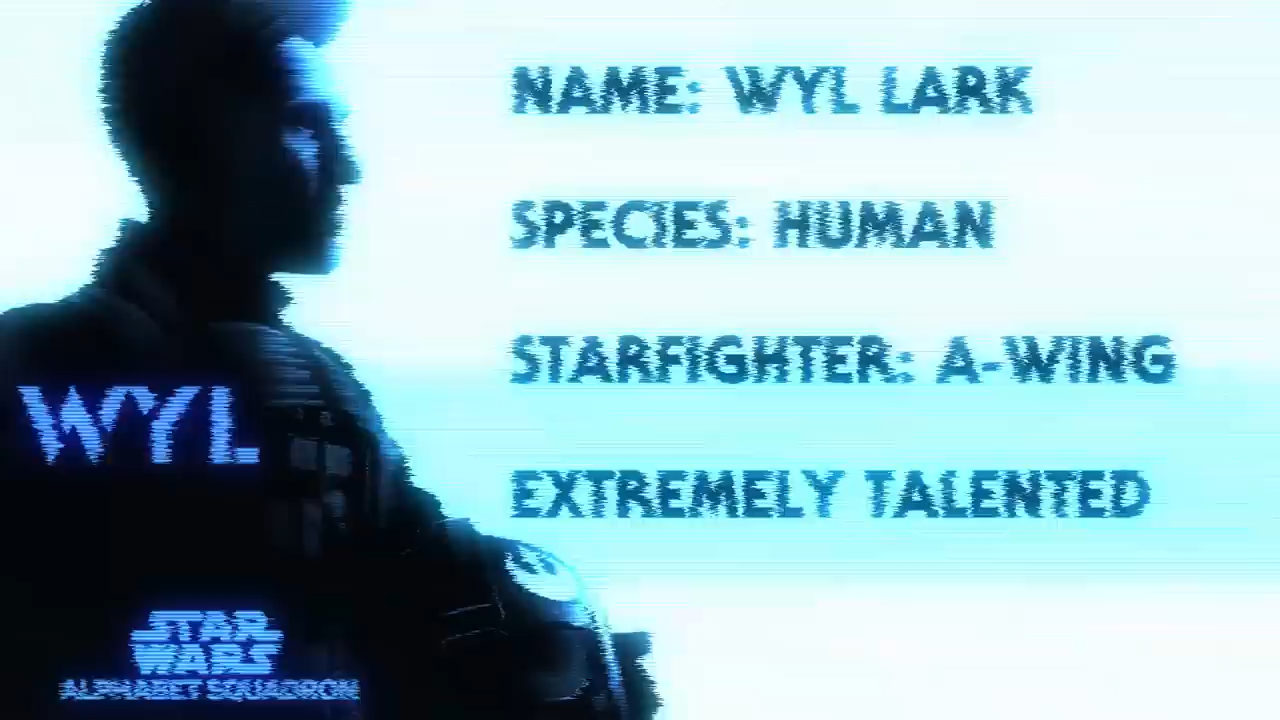 NAME: WYL LARK
SPECIES: HUMAN
STARFIGHTER: A-WING
EXTREMELY TALENTED
WYL
STAR
WARS
ALPHABET SQUADRON